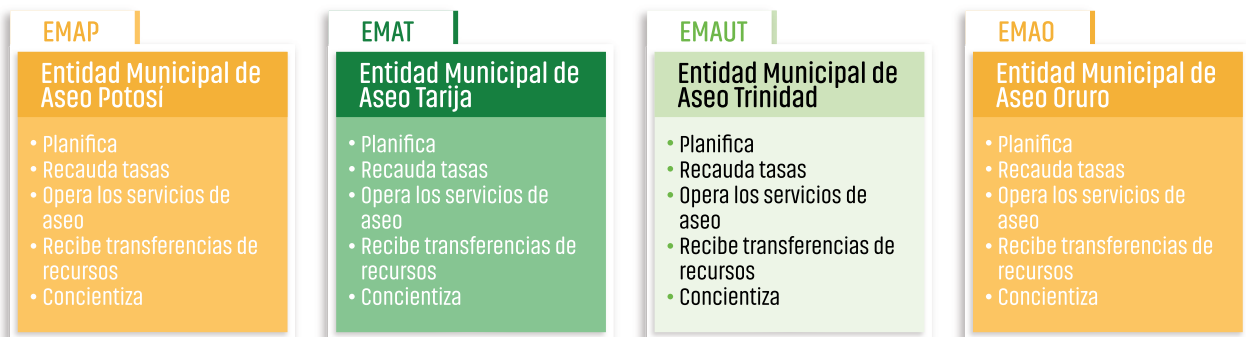 EMAP
Entidad Municipal de
Aseo Potosí
• Planifica
• Recauda tasas
• Opera los servicios de
aseo
• Recibe transferencias de
recursos
• Concientiza
EMAT
Entidad Municipal de
Aseo Tarija
• Planifica
• Recauda tasas
• Opera los servicios de
aseo
• Recibe transferencias de
recursos
• Concientiza
EMAUT
Entidad Municipal de
Aseo Trinidad
• Planifica
• Recauda tasas
• Opera los servicios de
aseo
• Recibe transferencias de
recursos
• Concientiza
EMAO
Entidad Municipal de
Aseo Oruro
• Planifica
• Recauda tasas
• Opera los servicios de
aseo
• Recibe transferencias de
recursos
• Concientiza